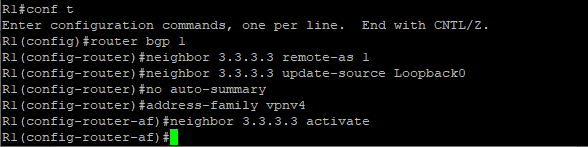 R1#conf t
Enter configuration commands, one per line.  End with CNTL/Z.
R1(config)#router bgp 1
R1(config-router)#neighbor 3.3.3.3 remote-as 1
R1(config-router)#neighbor 3.3.3.3 update-source Loopback0
R1(config-router)#no auto-summary
R1(config-router)#address-family vpnv4
R1(config-router-af)#neighbor 3.3.3.3 activate
R1(config-router-af)#